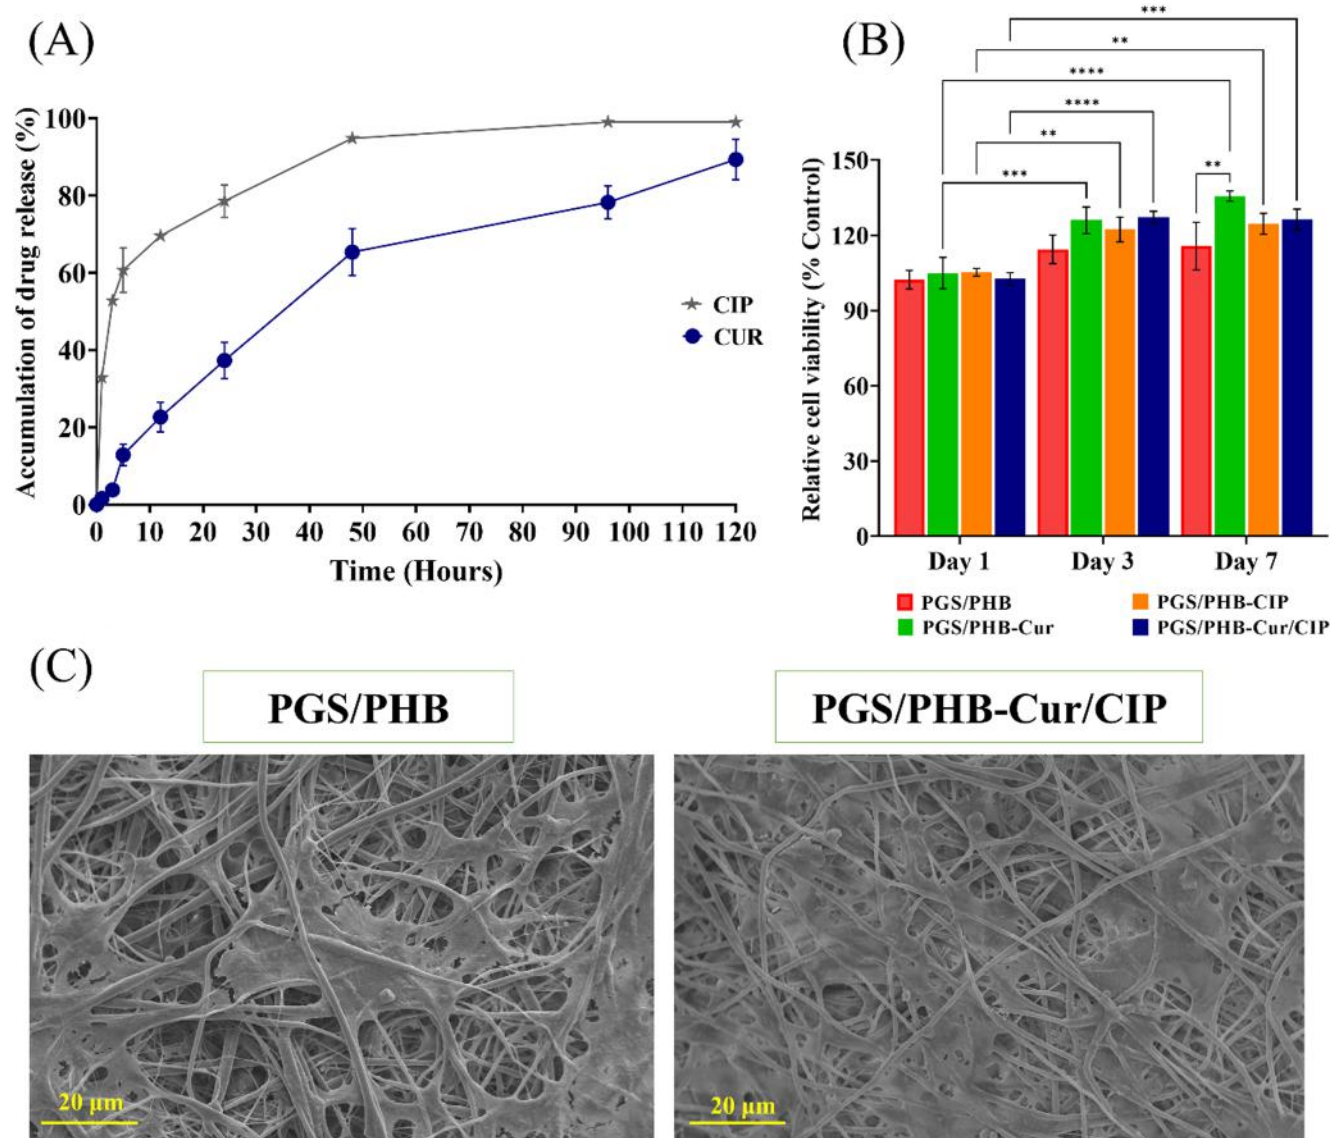 (A)
Accumulation of drug release (%)
100
80
60
40
20
0
0 10 20 30 40 50 60 70 80 90 100 110 120
Time (Hours)
CIP
CUR
(B)
***
**
****
****
**
***
**
Relative cell viability (% Control)
150
120
90
60
30
0
Day 1 Day 3 Day 7
PGS/PHB PGS/PHB-CIP
PGS/PHB-Cur PGS/PHB-Cur/CIP
(C)
PGS/PHB
PGS/PHB-Cur/CIP
20 μm
20 μm